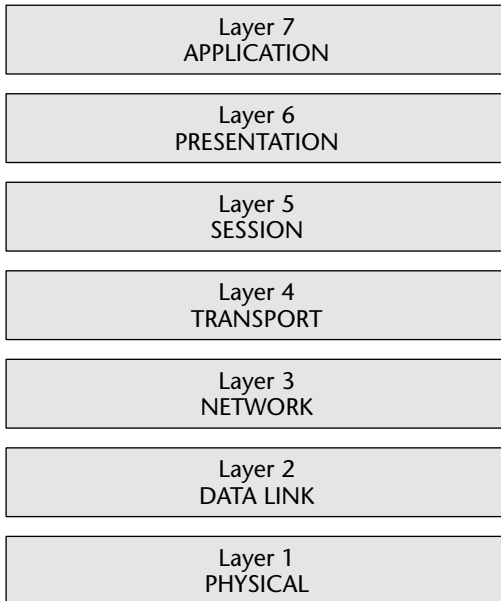 Layer 7
APPLICATION
Layer 6
PRESENTATION
Layer 5
SESSION
Layer 4
TRANSPORT
Layer 3
NETWORK
Layer 2
DATA LINK
Layer 1
PHYSICAL